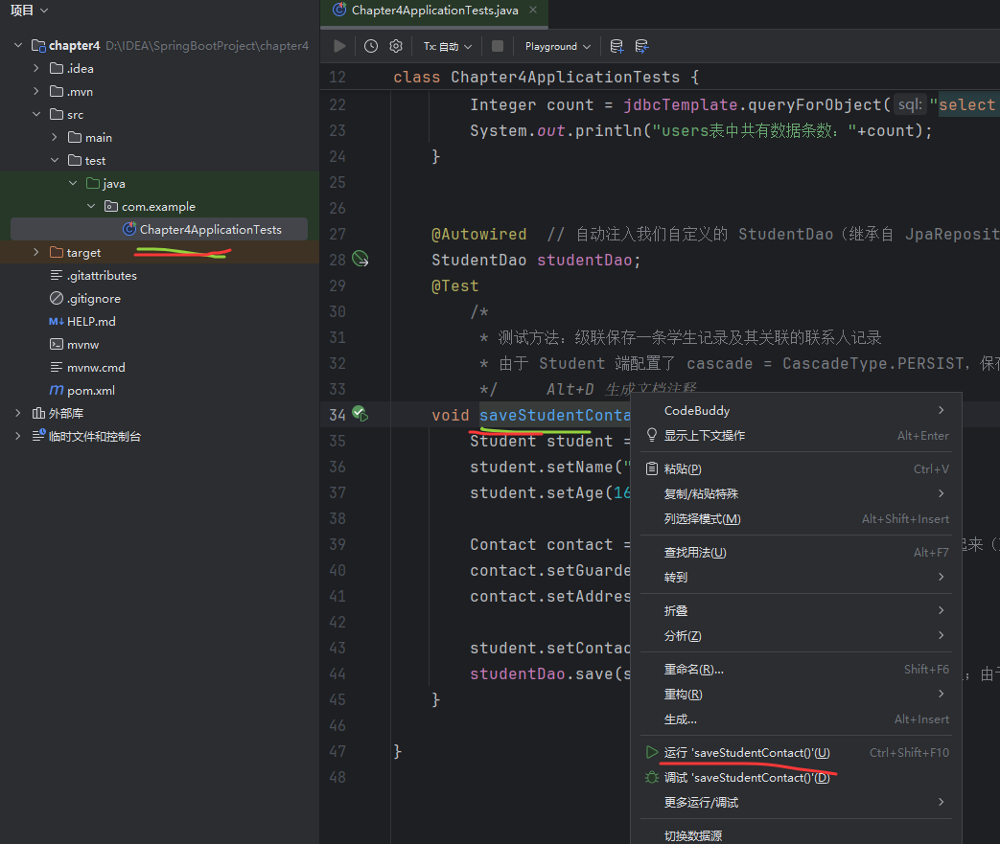 项目
chapter4 D:\IDEA\SpringBootProject\chapter4
.idea
.mvn
src
main
test
java
com.example
Chapter4ApplicationTests
target
.gitattributes
.gitignore
HELP.md
mvnw
mvnw.cmd
pom.xml
外部库
临时文件和控制台
Chapter4ApplicationTests.java
Tx: 自动 Playground
12 class Chapter4ApplicationTests {
22 Integer count = jdbcTemplate.queryForObject( sql: "select
23 System.out.println("users表中共有数据条数："+count);
24 }
25
26
27 @Autowired // 自动注入我们自定义的 StudentDao（继承自 JpaReposit
28 StudentDao studentDao;
29 @Test
30 /*
31 * 测试方法：级联保存一条学生记录及其关联的联系人记录
32 * 由于 Student 端配置了 cascade = CascadeType.PERSIST，保存
33 */ Alt+D 生成文档注释
34 void saveStudentConta
35 Student student =
36 student.setName("
37 student.setAge(16
38
39 Contact contact = 起来（
40 contact.setGuarde
41 contact.setAddres
42
43 student.setContac
44 studentDao.save(s ；由于
45 }
46
47 }
48
CodeBuddy
显示上下文操作 Alt+Enter
粘贴(P) Ctrl+V
复制/粘贴特殊
列选择模式(M) Alt+Shift+Insert
查找用法(U) Alt+F7
转到
折叠
分析(Z)
重命名(R)... Shift+F6
重构(R)
生成... Alt+Insert
运行 'saveStudentContact()'(U) Ctrl+Shift+F10
调试 'saveStudentContact()'(D)
更多运行/调试
切换数据源